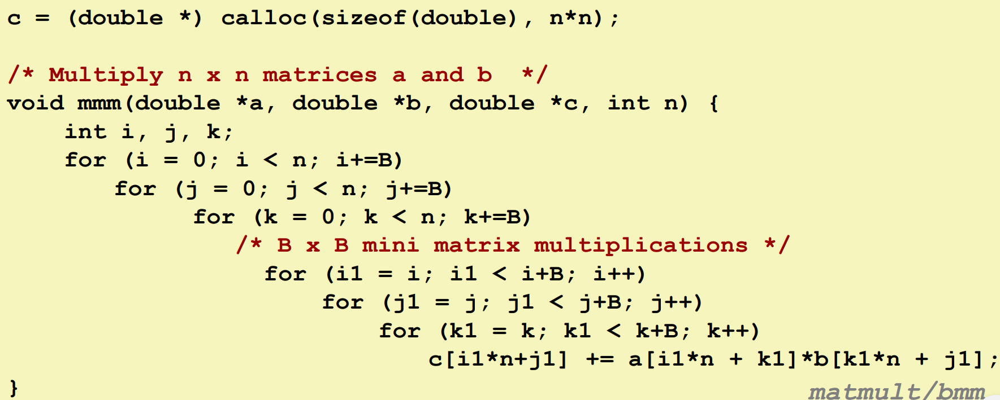 c = (double *) calloc(sizeof(double), n*n);
/* Multiply n x n matrices a and b  */
void mmm(double *a, double *b, double *c, int n) {
int i, j, k;
for (i = 0; i < n; i+=B)
for (j = 0; j < n; j+=B)
for (k = 0; k < n; k+=B)
/* B x B mini matrix multiplications */
for (i1 = i; i1 < i+B; i++)
for (j1 = j; j1 < j+B; j++)
for (k1 = k; k1 < k+B; k++)
c[i1*n+j1] += a[i1*n + k1]*b[k1*n + j1];
}
matmult/bmm